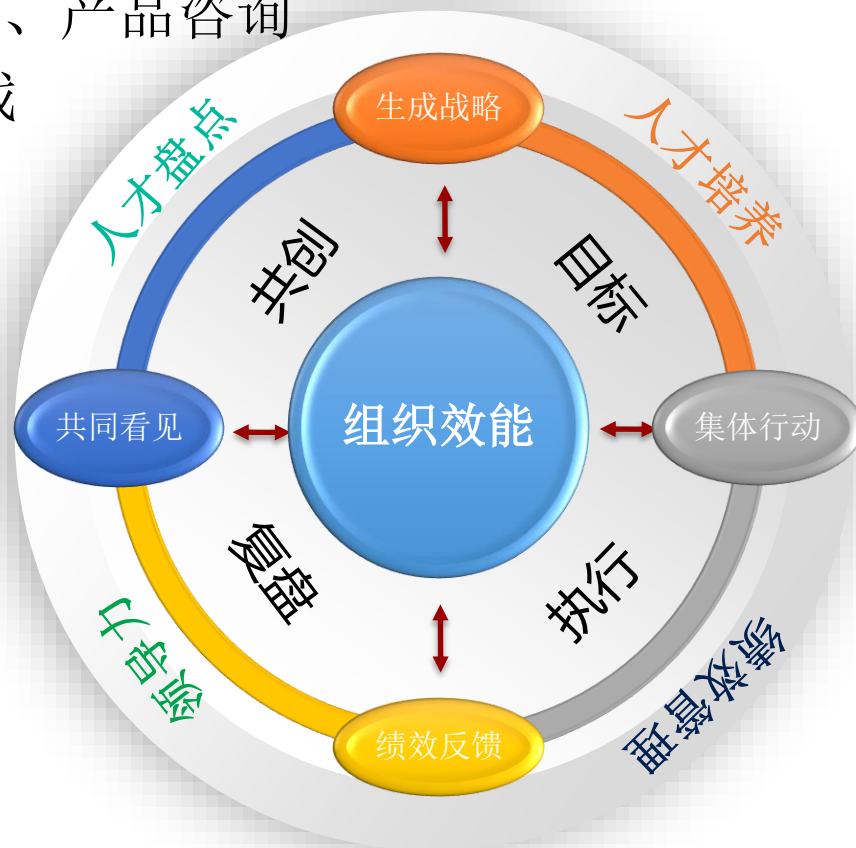 、产品咨询
成
生成战略
人才盘点
人才培养
共创
目标
共同看见
组织效能
集体行动
复盘
执行
领导力
绩效管理
绩效反馈